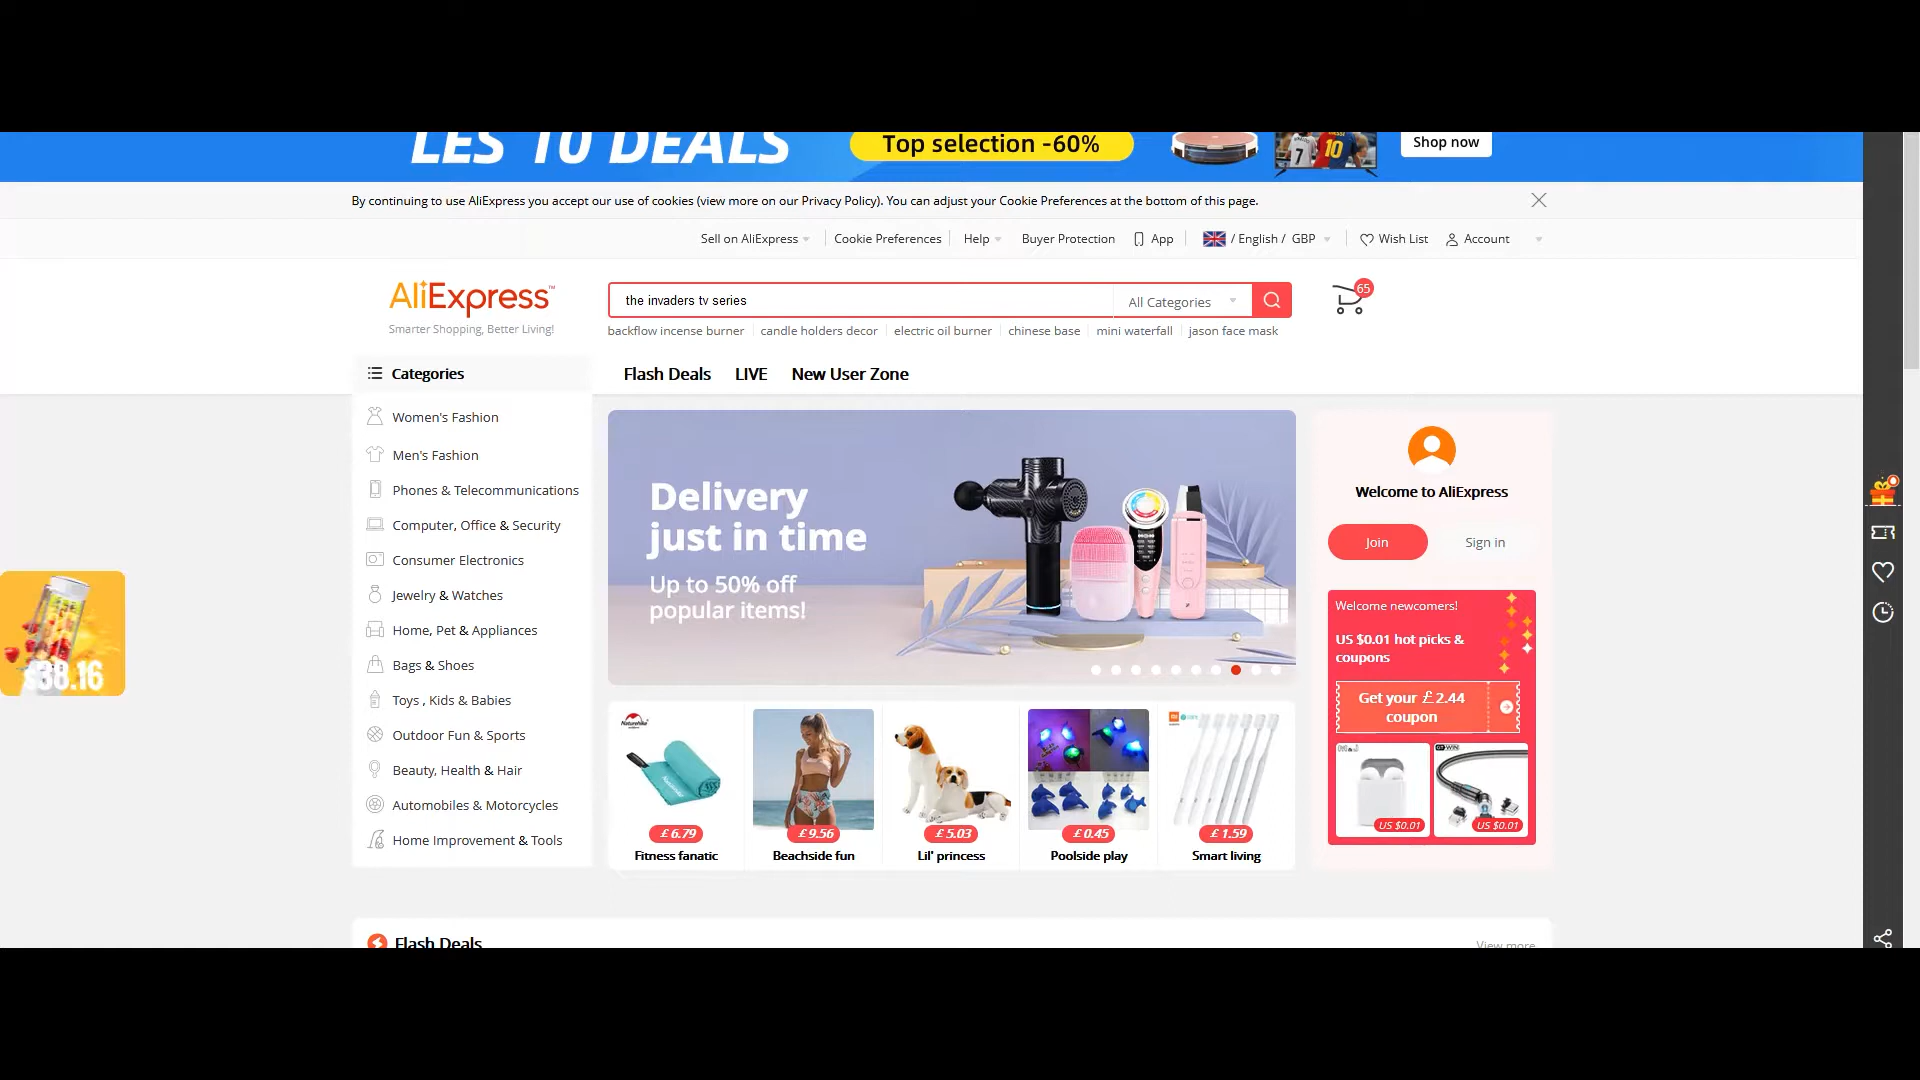 LES 10 DEALS
Top selection -60%
Shop now
By continuing to use AliExpress you accept our use of cookies (view more on our Privacy Policy). You can adjust your Cookie Preferences at the bottom of this page.
Sell on AliExpress
Cookie Preferences
Help
Buyer Protection
App
/ English / GBP
Wish List
Account
AliExpress™
Smarter Shopping, Better Living!
the invaders tv series
All Categories
65
backflow incense burner
candle holders decor
electric oil burner
chinese base
mini waterfall
jason face mask
Categories
Flash Deals
LIVE
New User Zone
Women's Fashion
Men's Fashion
Phones & Telecommunications
Computer, Office & Security
Consumer Electronics
Jewelry & Watches
Home, Pet & Appliances
Bags & Shoes
Toys , Kids & Babies
Outdoor Fun & Sports
Beauty, Health & Hair
Automobiles & Motorcycles
Home Improvement & Tools
$38.16
Delivery
just in time
Up to 50% off
popular items!
Naturehike
£ 6.79
Fitness fanatic
£ 9.56
Beachside fun
£ 5.03
Lil' princess
£ 0.45
Poolside play
£ 1.59
Smart living
Welcome to AliExpress
Join
Sign in
Welcome newcomers!
US $0.01 hot picks &
coupons
Get your £ 2.44
coupon
M&J
US $0.01
US $0.01
7
10
Flash Deals
View more